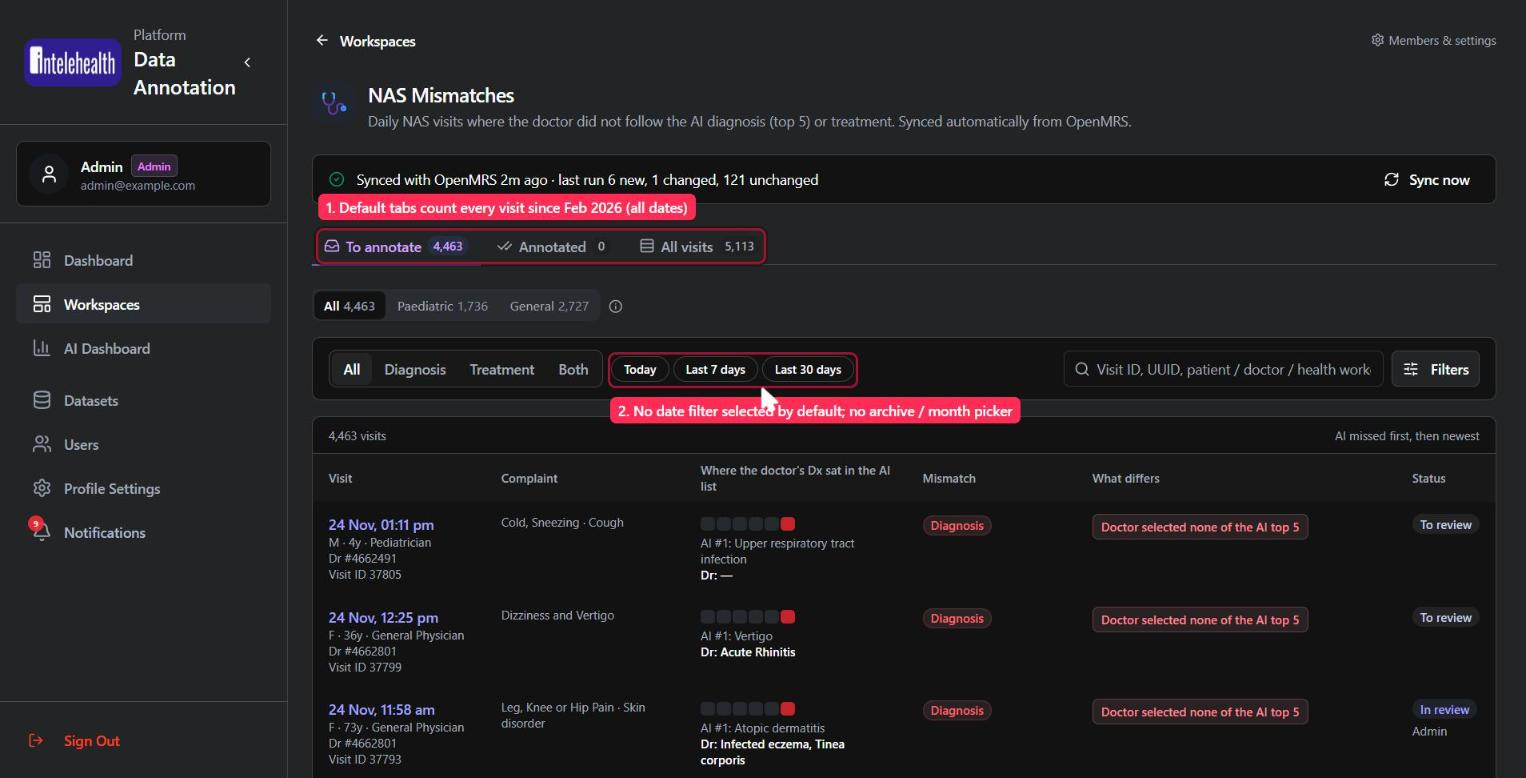 intelehealth
Platform
Data
Annotation
Admin Admin
admin@example.com
Dashboard
Workspaces
AI Dashboard
Datasets
Users
Profile Settings
9
Notifications
Sign Out
Workspaces
Members & settings
NAS Mismatches
Daily NAS visits where the doctor did not follow the AI diagnosis (top 5) or treatment. Synced automatically from OpenMRS.
Synced with OpenMRS 2m ago · last run 6 new, 1 changed, 121 unchanged
Sync now
1. Default tabs count every visit since Feb 2026 (all dates)
To annotate 4,463 Annotated 0 All visits 5,113
All 4,463 Paediatric 1,736 General 2,727
All Diagnosis Treatment Both Today Last 7 days Last 30 days
Visit ID, UUID, patient / doctor / health work
Filters
2. No date filter selected by default; no archive / month picker
4,463 visits
AI missed first, then newest
Visit
Complaint
Where the doctor's Dx sat in the AI
list
Mismatch
What differs
Status
24 Nov, 01:11 pm
M · 4y · Pediatrician
Dr #4662491
Visit ID 37805
Cold, Sneezing · Cough
AI #1: Upper respiratory tract
infection
Dr: —
Diagnosis
Doctor selected none of the AI top 5
To review
24 Nov, 12:25 pm
F · 36y · General Physician
Dr #4662801
Visit ID 37799
Dizziness and Vertigo
AI #1: Vertigo
Dr: Acute Rhinitis
Diagnosis
Doctor selected none of the AI top 5
To review
24 Nov, 11:58 am
F · 73y · General Physician
Dr #4662801
Visit ID 37793
Leg, Knee or Hip Pain · Skin
disorder
AI #1: Atopic dermatitis
Dr: Infected eczema, Tinea
corporis
Diagnosis
Doctor selected none of the AI top 5
In review
Admin